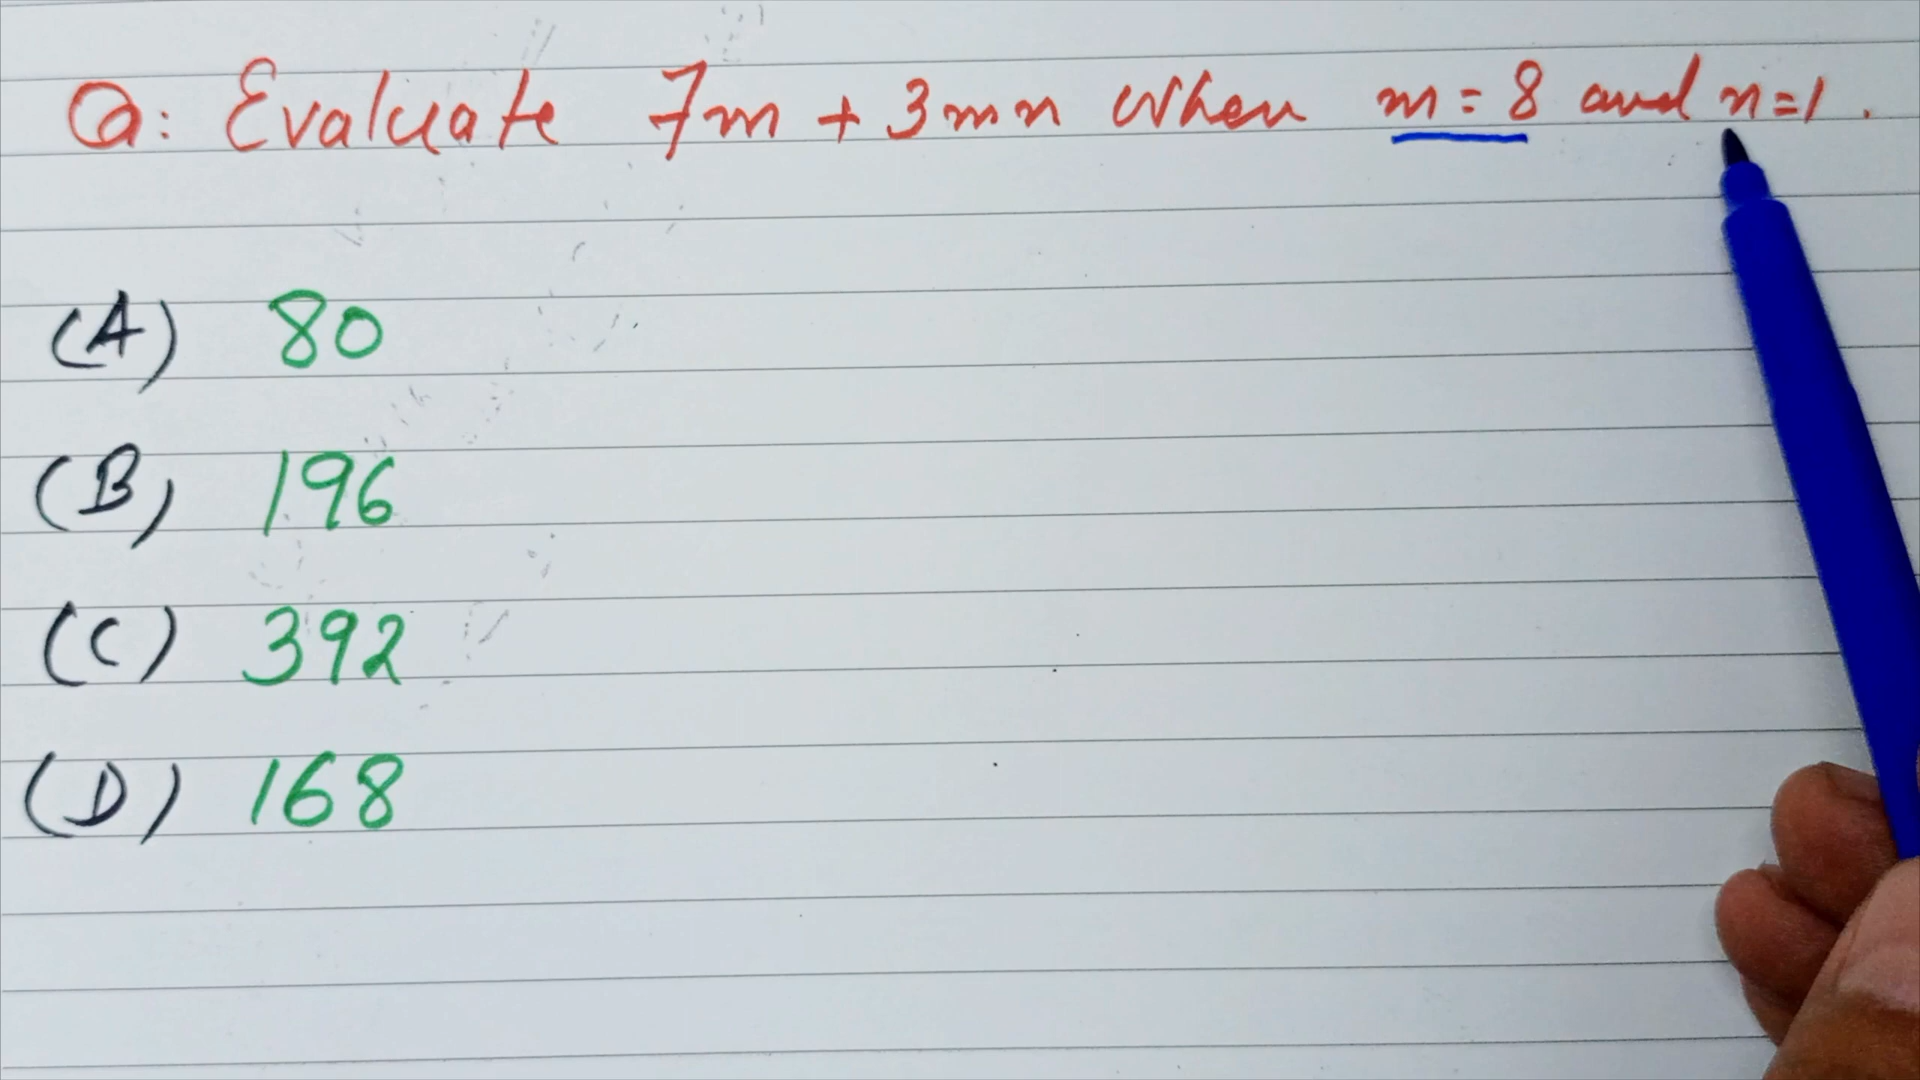 Q: Evaluate 7m + 3mn when m = 8 and n=1.
(A) 80
(B) 196
(C) 392
(D) 168